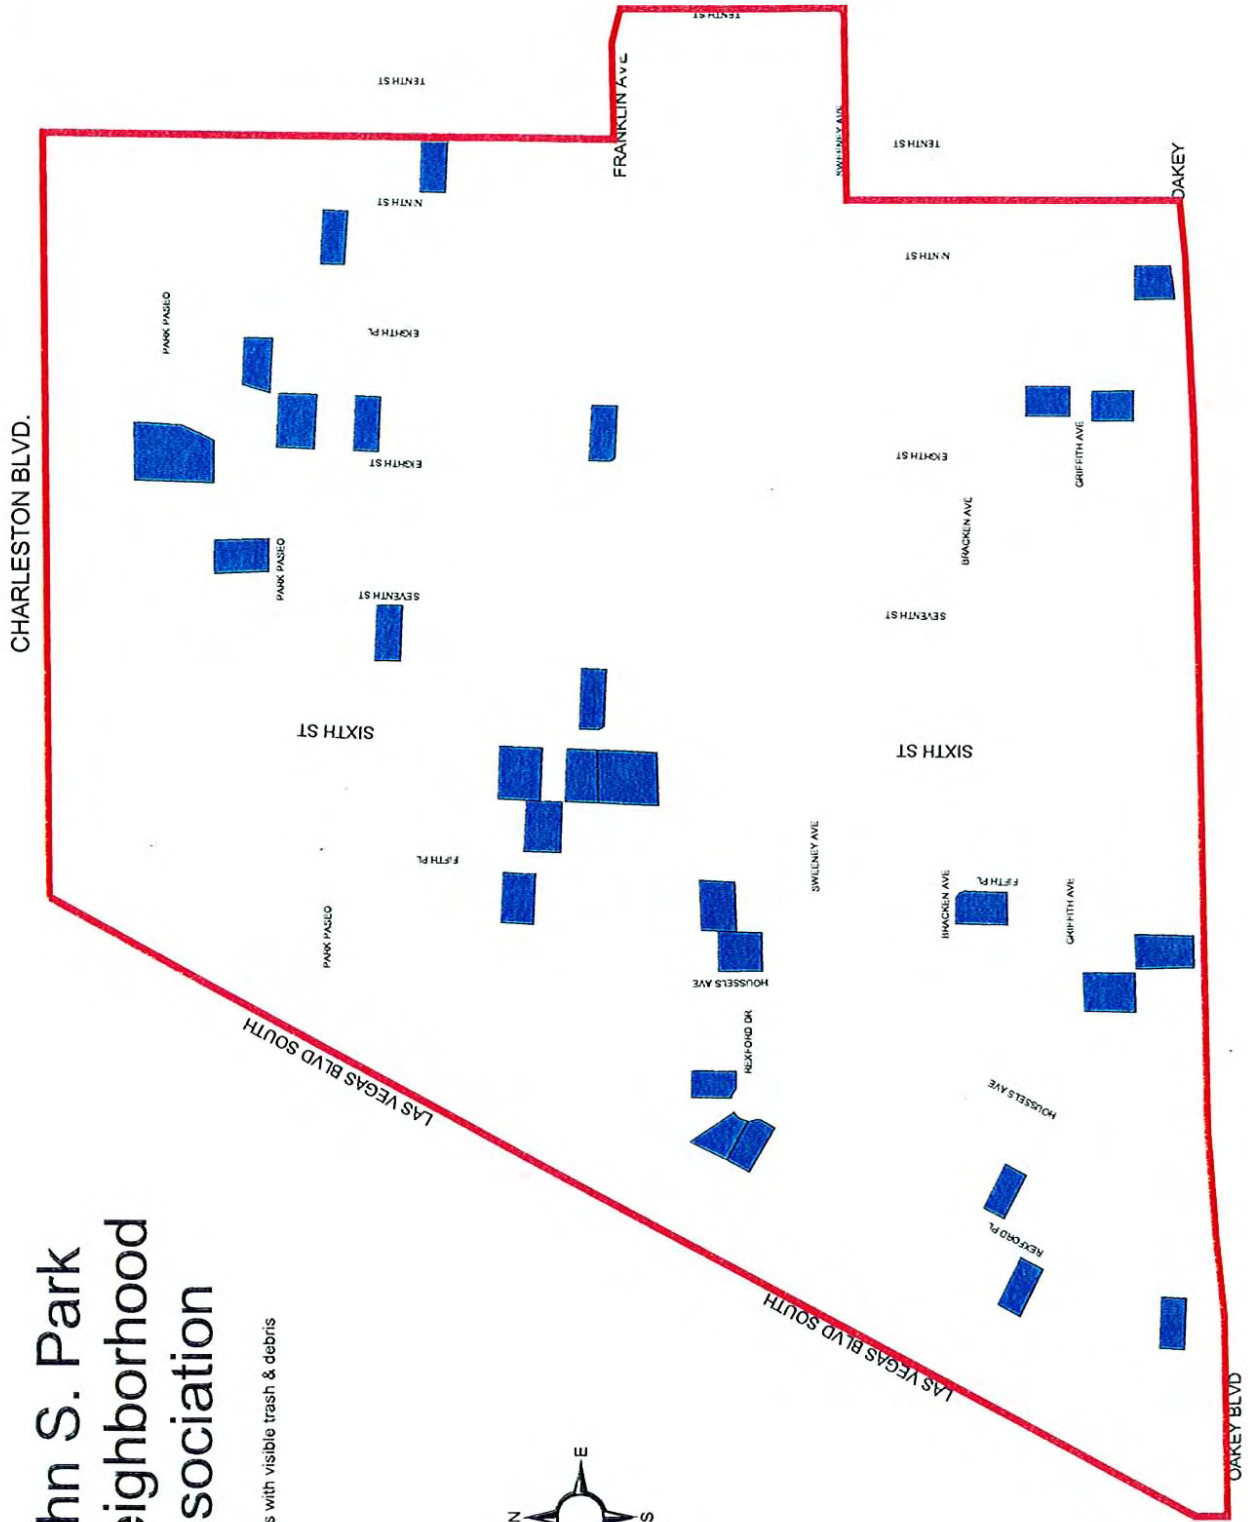 hn S. Park
eighborhood
sociation
s with visible trash & debris
N
E
S
CHARLESTON BLVD.
TENTH ST
TENTH ST
FRANKLIN AVE
SWEENEY AVE
TENTH ST
OAKEY
NINTH ST
NINTH ST
PARK PASEO
EIGHTH PL
EIGHTH ST
EIGHTH ST
GRIFFITH AVE
BRACKEN AVE
PARK PASEO
SEVENTH ST
SEVENTH ST
SIXTH ST
SIXTH ST
FIFTH PL
SWEENEY AVE
PARK PASEO
BRACKEN AVE
FIFTH PL
GRIFFITH AVE
HOUSSELS AVE
REXFORD DR
HOUSSELS AVE
LAS VEGAS BLVD SOUTH
REXFORD PL
LAS VEGAS BLVD SOUTH
OAKEY BLVD